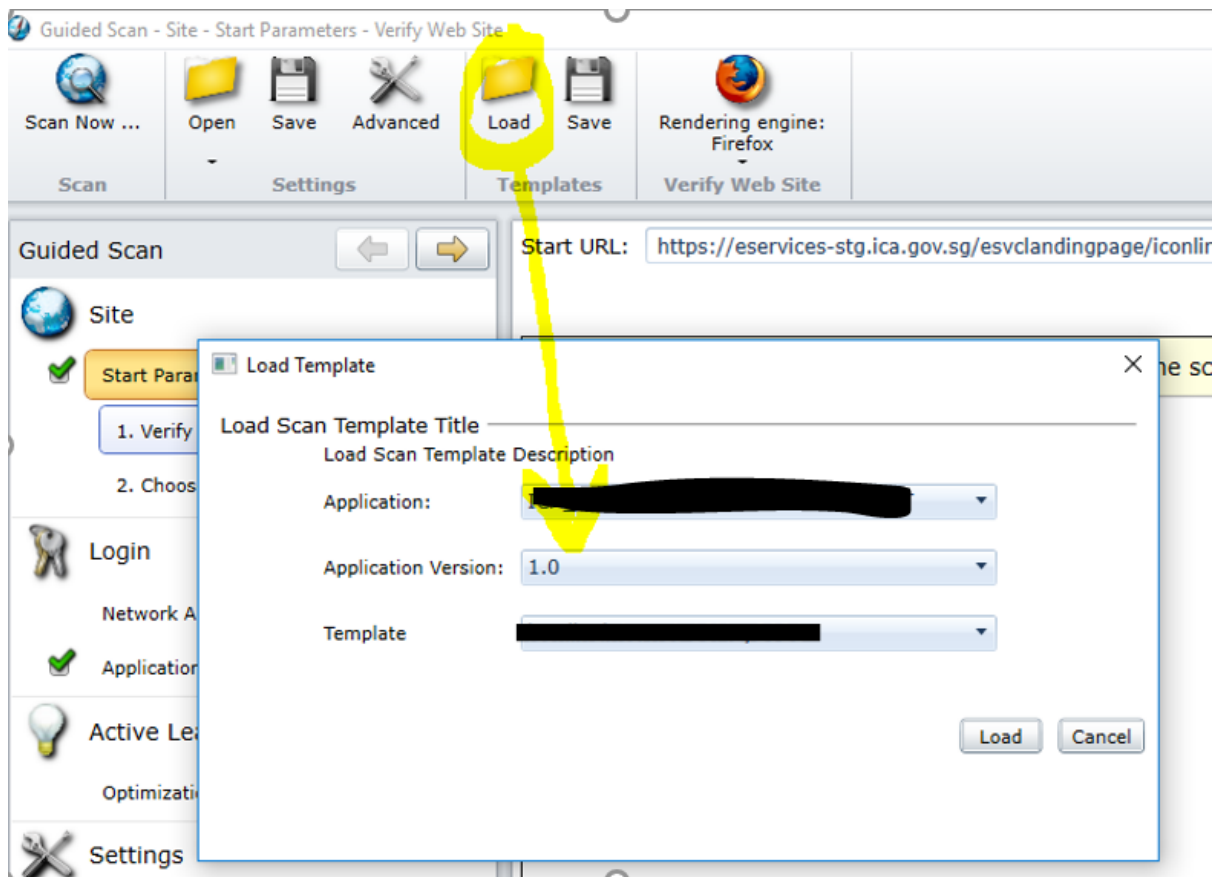 Guided Scan - Site - Start Parameters - Verify Web Site
Scan Now ...
Open
Save
Advanced
Load
Save
Rendering engine:
Firefox
Scan
Settings
Templates
Verify Web Site
Guided Scan
Start URL:
https://eservices-stg.ica.gov.sg/esvclandingpage/iconlin
Site
Start Para
1. Verify
2. Choos
Login
Network A
Application
Active Lea
Optimizati
Settings
Load Template
Load Scan Template Title
Load Scan Template Description
Application:
Application Version:
1.0
Template
Load
Cancel